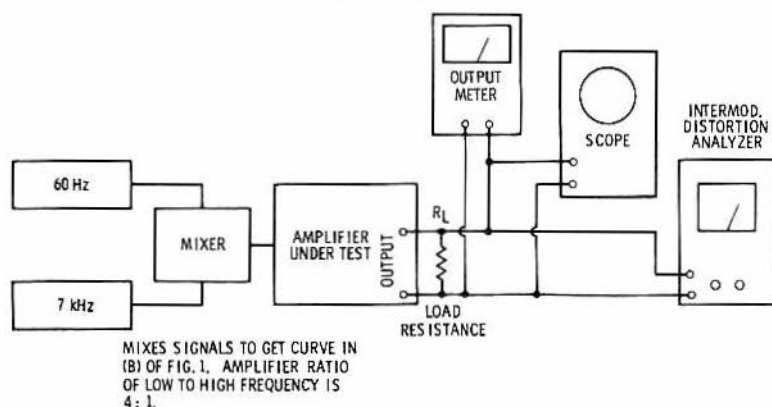 OUTPUT
METER
SCOPE
INTERMOD.
DISTORTION
ANALYZER
60 Hz
MIXER
7 kHz
AMPLIFIER
UNDER TEST
OUTPUT
RL
LOAD
RESISTANCE
MIXES SIGNALS TO GET CURVE IN
(B) OF FIG. 1. AMPLIFIER RATIO
OF LOW TO HIGH FREQUENCY IS
4: 1.